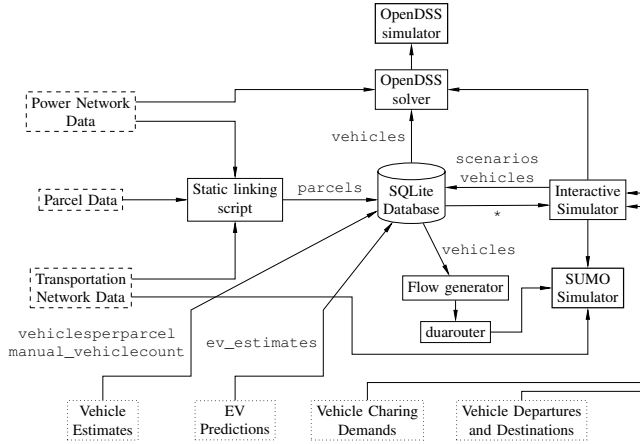 OpenDSS
simulator
OpenDSS
solver
Power Network
Data
vehicles
scenarios
vehicles
Static linking
script
parcels
SQLite
Database
*
Interactive
Simulator
Parcel Data
vehicles
Transportation
Network Data
Flow generator
SUMO
Simulator
duarouter
vehiclesperparcel
manual_vehiclecount
ev_estimates
Vehicle
Estimates
EV
Predictions
Vehicle Charing
Demands
Vehicle Departures
and Destinations